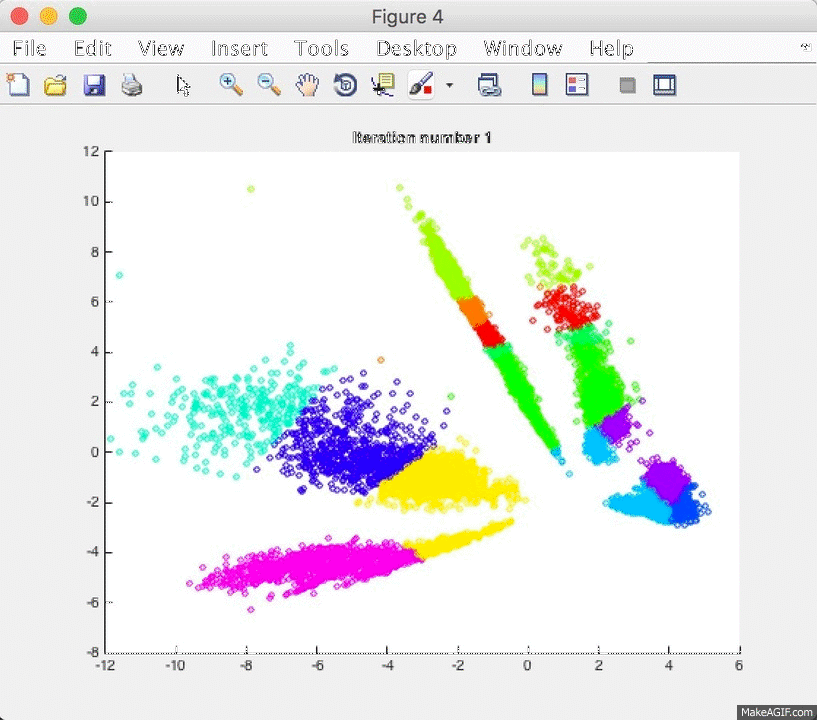 Figure 4
File Edit View Insert Tools Desktop Window Help
Iteration number 1
12
10
8
6
4
2
0
-2
-4
-6
-8
-12 -10 -8 -6 -4 -2 0 2 4 6
MakeAGIF.com